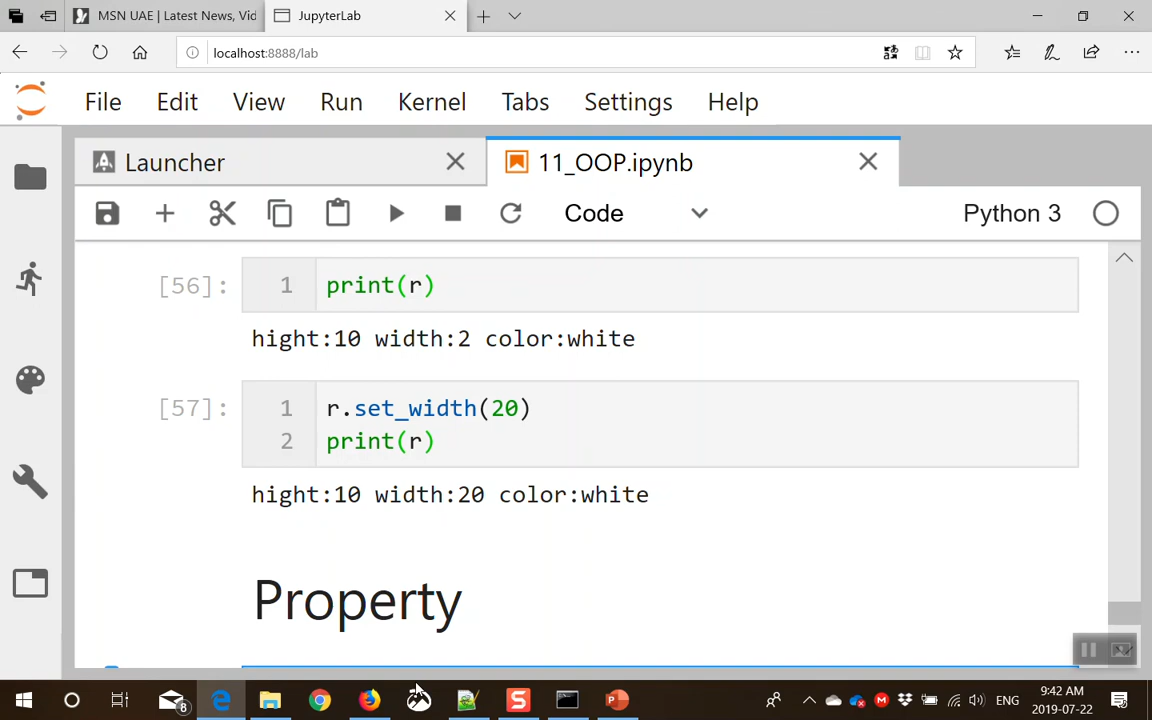 MSN UAE | Latest News, Vid
JupyterLab
localhost:8888/lab
File Edit View Run Kernel Tabs Settings Help
Launcher
11_OOP.ipynb
Code
Python 3
[56]:
1 print(r)
hight:10 width:2 color:white
[57]:
1 r.set_width(20)
2 print(r)
hight:10 width:20 color:white
Property
8
ENG
9:42 AM
2019-07-22